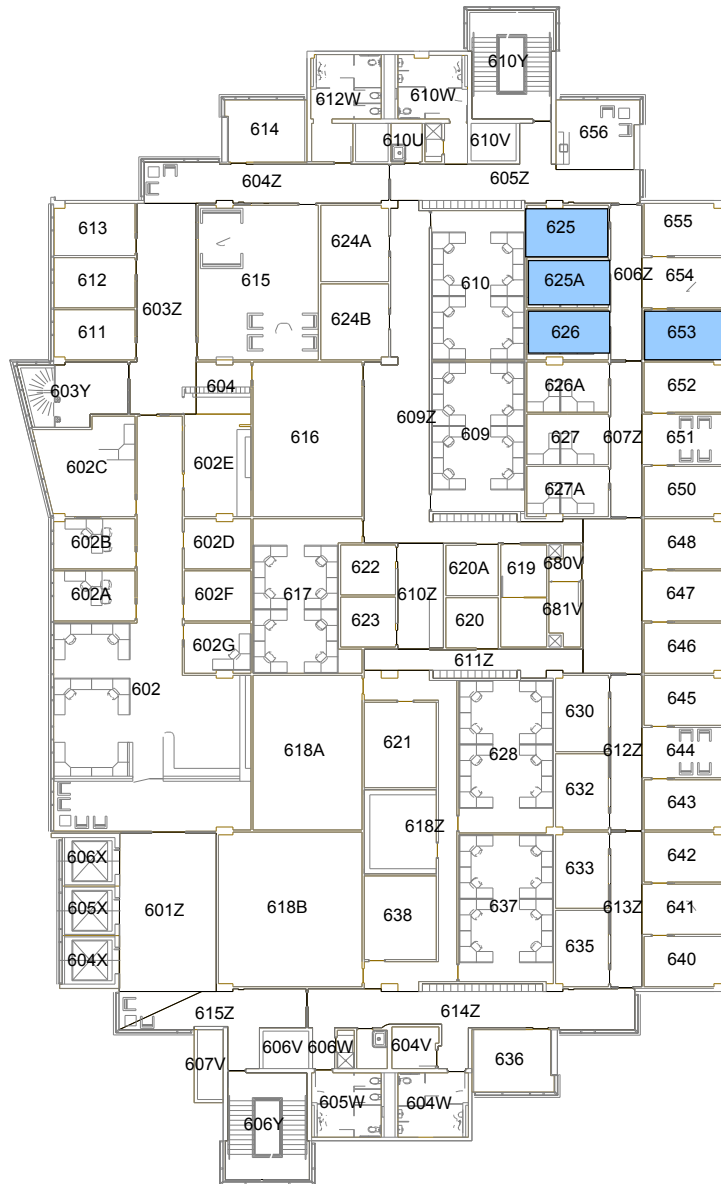 610Y
612W
610W
614
610U
610V
656
604Z
605Z
613
624A
625
655
612
603Z
615
610
625A
606Z
654
611
624B
626
653
603Y
604
626A
652
602C
602E
616
609Z
609
627
607Z
651
627A
650
602B
602D
622
620A
619
680V
648
602A
602F
617
623
610Z
620
681V
647
602G
611Z
646
602
618A
621
628
630
612Z
645
644
618Z
632
643
606X
605X
604X
601Z
618B
638
637
633
635
613Z
642
641
640
615Z
614Z
607V
606V
606W
604V
636
606Y
605W
604W